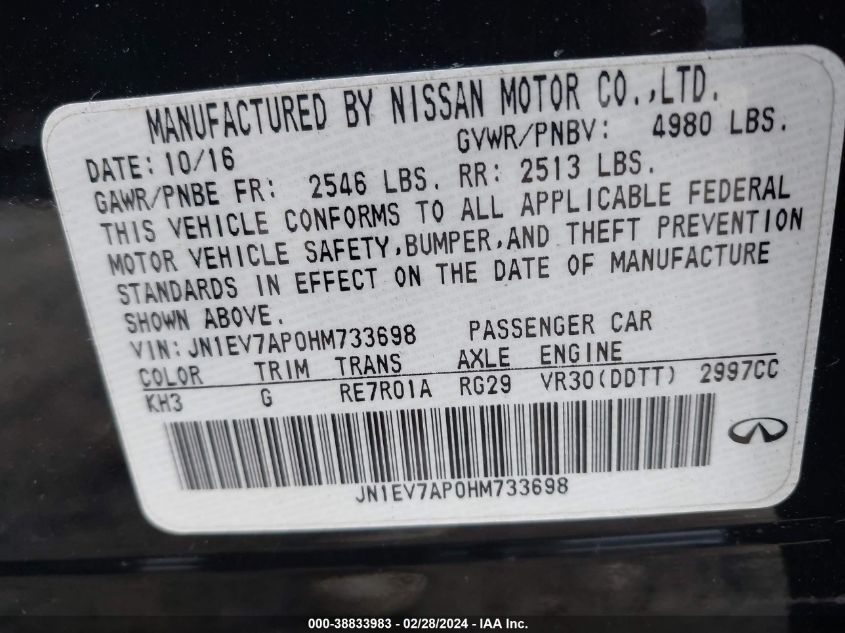 MANUFACTURED BY NISSAN MOTOR CO.,LTD.
DATE: 10/16 GVWR/PNBV: 4980 LBS.
GAWR/PNBE FR: 2546 LBS. RR: 2513 LBS.
THIS VEHICLE CONFORMS TO ALL APPLICABLE FEDERAL
MOTOR VEHICLE SAFETY,BUMPER,AND THEFT PREVENTION
STANDARDS IN EFFECT ON THE DATE OF MANUFACTURE
SHOWN ABOVE.
VIN: JN1EV7AP0HM733698 PASSENGER CAR
COLOR TRIM TRANS AXLE ENGINE
KH3 G RE7R01A RG29 VR30(DDTT) 2997CC
JN1EV7AP0HM733698
000-38833983 - 02/28/2024 - IAA Inc.